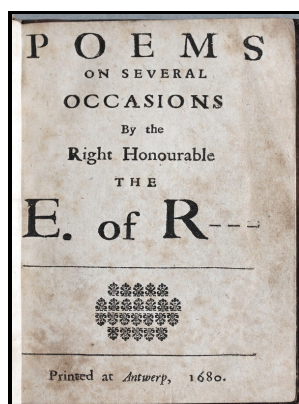 POEMS
ON SEVERAL
OCCASIONS
By the
Right Honourable
THE
E. of R---
Printed at Antwerp, 1680.